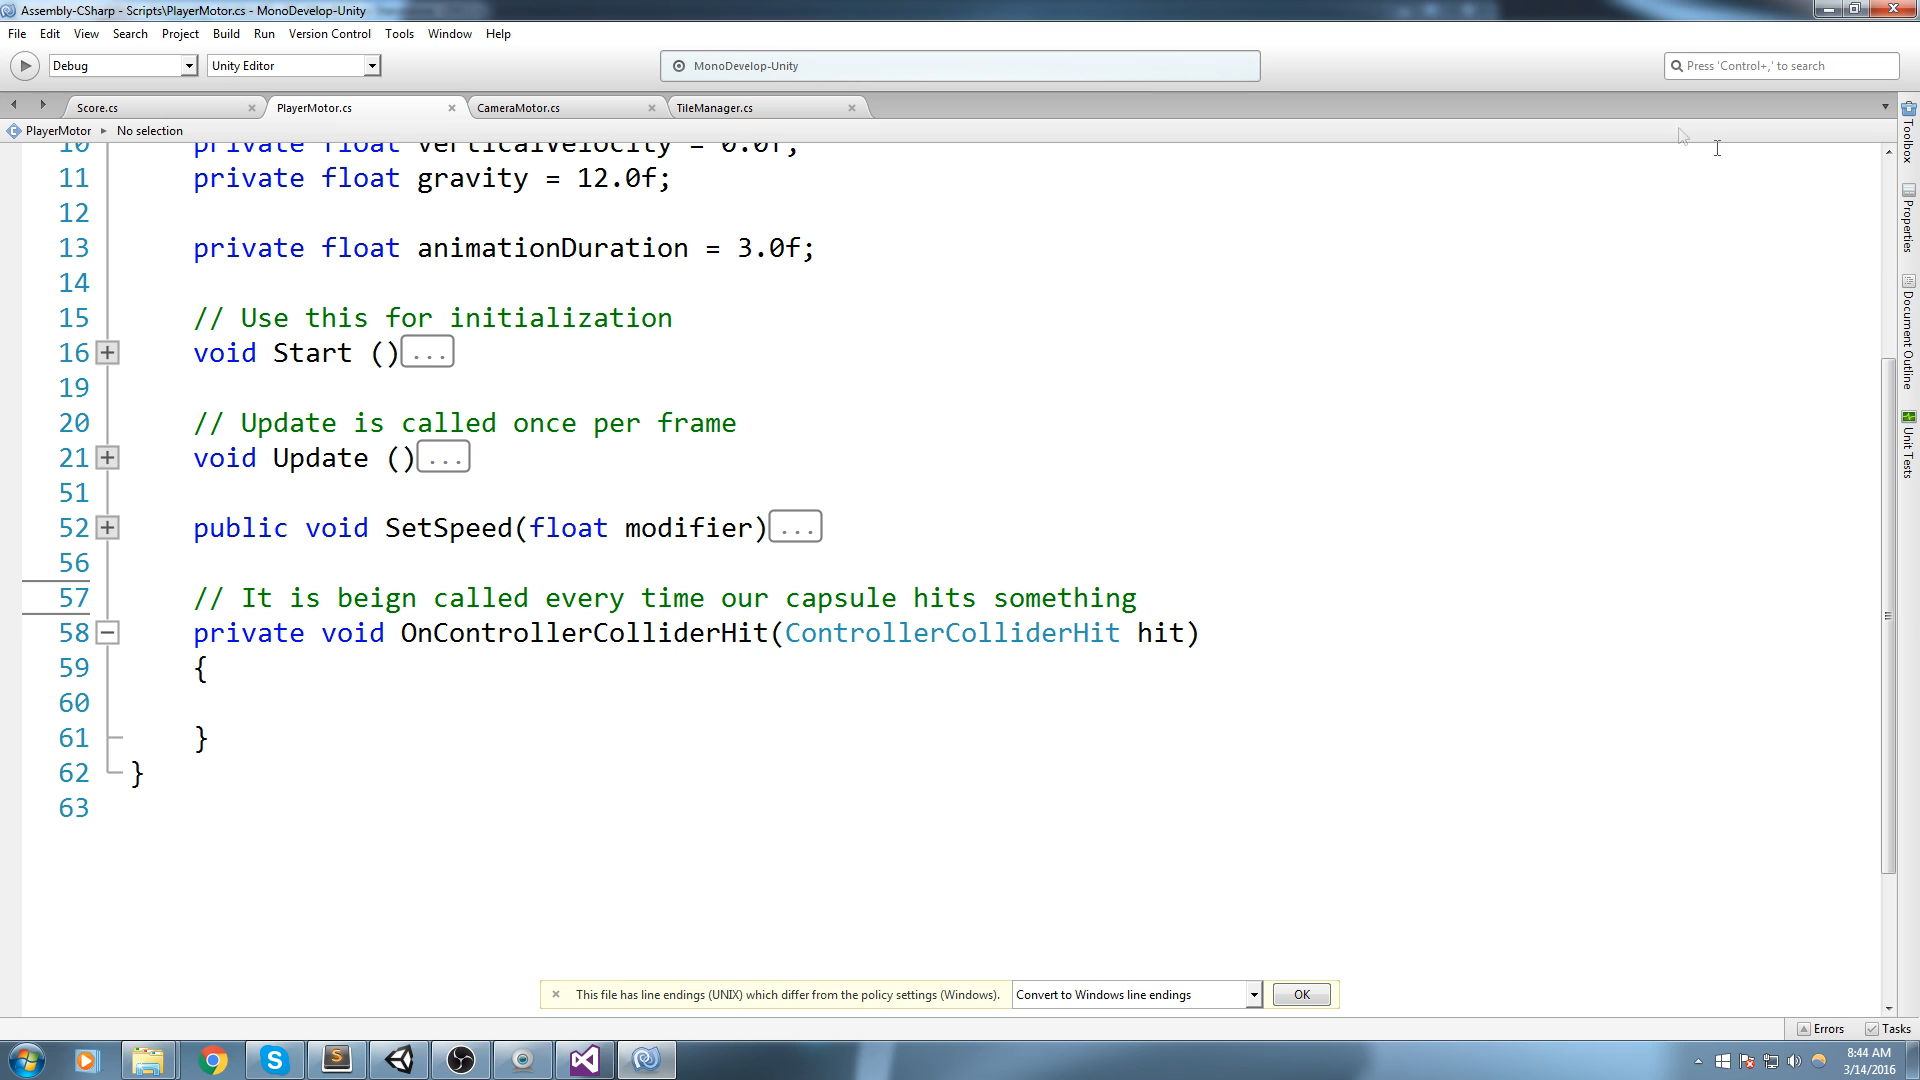 Assembly-CSharp - Scripts\PlayerMotor.cs - MonoDevelop-Unity
File Edit View Search Project Build Run Version Control Tools Window Help
Debug Unity Editor MonoDevelop-Unity Press 'Control+,' to search
Score.cs PlayerMotor.cs CameraMotor.cs TileManager.cs
PlayerMotor No selection
10 private float verticalVelocity = 0.0f;
11 private float gravity = 12.0f;
12
13 private float animationDuration = 3.0f;
14
15 // Use this for initialization
16 void Start ()...
19
20 // Update is called once per frame
21 void Update ()...
51
52 public void SetSpeed(float modifier)...
56
57 // It is beign called every time our capsule hits something
58 private void OnControllerColliderHit(ControllerColliderHit hit)
59 {
60
61 }
62 }
63
Toolbox
Properties
Document Outline
Unit Tests
This file has line endings (UNIX) which differ from the policy settings (Windows). Convert to Windows line endings OK
Errors Tasks
8:44 AM
3/14/2016